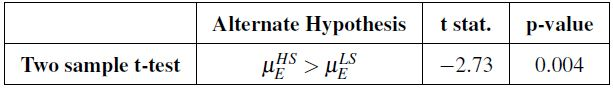 Alternate Hypothesis t stat. p-value
Two sample t-test μ_E^{HS} > μ_E^{LS} −2.73 0.004